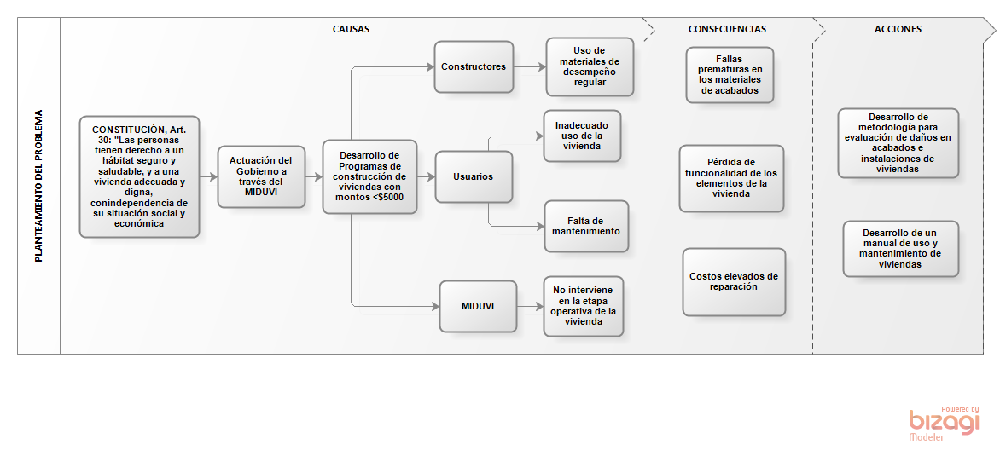 PLANTEAMIENTO DEL PROBLEMA
CAUSAS
CONSTITUCIÓN, Art.
30: "Las personas
tienen derecho a un
hábitat seguro y
saludable, y a una
vivienda adecuada y
digna,
conindependencia de
su situación social y
económica
Actuación del
Gobierno a
través del
MIDUVI
Desarrollo de
Programas de
construcción de
viviendas con
montos <$5000
Constructores
Uso de
materiales de
desempeño
regular
Usuarios
Inadecuado
uso de la
vivienda
Falta de
mantenimiento
MIDUVI
No interviene
en la etapa
operativa de la
vivienda
CONSECUENCIAS
Fallas
prematuras en
los materiales
de acabados
Pérdida de
funcionalidad de los
elementos de la
vivienda
Costos elevados de
reparación
ACCIONES
Desarrollo de
metodología para
evaluación de daños en
acabados e
instalaciones de
viviendas
Desarrollo de un
manual de uso y
mantenimiento de
viviendas
Powered by
bizagi
Modeler